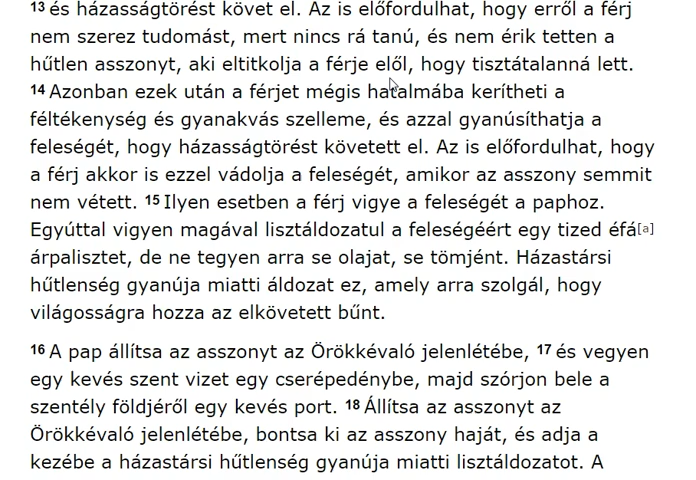 13 és házasságtörést követ el. Az is előfordulhat, hogy erről a férj
nem szerez tudomást, mert nincs rá tanú, és nem érik tetten a
hűtlen asszonyt, aki eltitkolja a férje elől, hogy tisztátalanná lett.
14 Azonban ezek után a férjet mégis hatalmába kerítheti a
féltékenység és gyanakvás szelleme, és azzal gyanúsíthatja a
feleségét, hogy házasságtörést követett el. Az is előfordulhat, hogy
a férj akkor is ezzel vádolja a feleségét, amikor az asszony semmit
nem vétett. 15 Ilyen esetben a férj vigye a feleségét a paphoz.
Egyúttal vigyen magával lisztáldozatul a feleségéért egy tized éfá[a]
árpalisztet, de ne tegyen arra se olajat, se tömjént. Házastársi
hűtlenség gyanúja miatti áldozat ez, amely arra szolgál, hogy
világosságra hozza az elkövetett bűnt.
16 A pap állítsa az asszonyt az Örökkévaló jelenlétébe, 17 és vegyen
egy kevés szent vizet egy cserépedénybe, majd szórjon bele a
szentély földjéről egy kevés port. 18 Állítsa az asszonyt az
Örökkévaló jelenlétébe, bontsa ki az asszony haját, és adja a
kezébe a házastársi hűtlenség gyanúja miatti lisztáldozatot. A